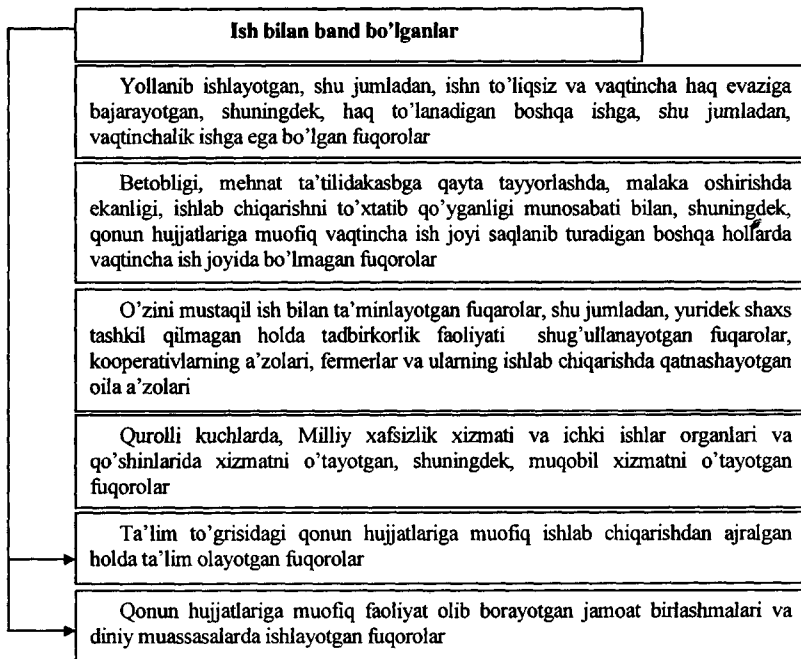 Ish bilan band bo'lganlar
Yollanib ishlayotgan, shu jumladan, ishn to'liqsiz va vaqtincha haq evaziga
bajarayotgan, shuningdek, haq to'lanadigan boshqa ishga, shu jumladan,
vaqtinchalik ishga ega bo'lgan fuqorolar
Betobligi, mehnat ta'tilidakasbga qayta tayyorlashda, malaka oshirishda
ekanligi, ishlab chiqarishni to'xtatib qo'yganligi munosabati bilan, shuningdek,
qonun hujjatlariga muofiq vaqtincha ish joyi saqlanib turadigan boshqa hollarda
vaqtincha ish joyida bo'lmagan fuqorolar
O'zini mustaqil ish bilan ta'minlayotgan fuqarolar, shu jumladan, yuridek shaxs
tashkil qilmagan holda tadbirkorlik faoliyati shug'ullanayotgan fuqarolar,
kooperativlarning a'zolari, fermerlar va ularning ishlab chiqarishda qatnashayotgan
oila a'zolari
Qurolli kuchlarda, Milliy xafsizlik xizmati va ichki ishlar organlari va
qo'shinlarida xizmatni o'tayotgan, shuningdek, muqobil xizmatni o'tayotgan
fuqorolar
Ta'lim to'grisidagi qonun hujjatlariga muofiq ishlab chiqarishdan ajralgan
holda ta'lim olayotgan fuqorolar
Qonun hujjatlariga muofiq faoliyat olib borayotgan jamoat birlashmalari va
diniy muassasalarda ishlayotgan fuqorolar